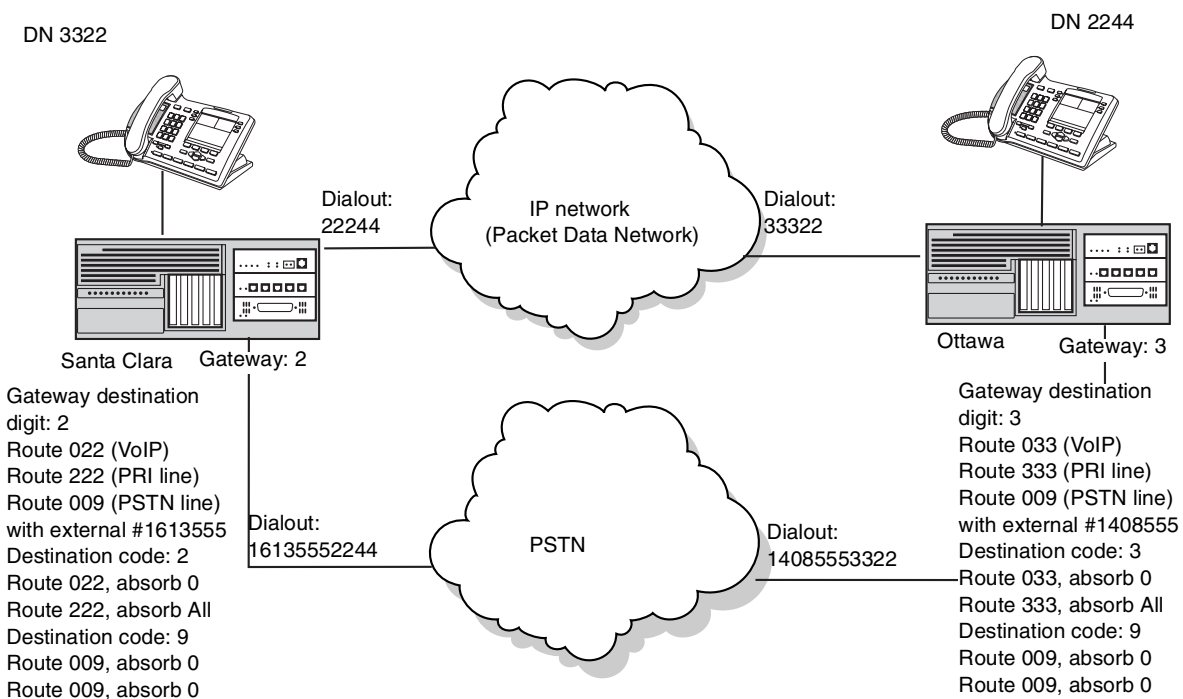 DN 3322
DN 2244
Dialout:
22244
IP network
(Packet Data Network)
Dialout:
33322
Santa Clara
Gateway: 2
Ottawa
Gateway: 3
Gateway destination
digit: 2
Route 022 (VoIP)
Route 222 (PRI line)
Route 009 (PSTN line)
with external #1613555
Destination code: 2
Route 022, absorb 0
Route 222, absorb All
Destination code: 9
Route 009, absorb 0
Route 009, absorb 0
Dialout:
16135552244
PSTN
Dialout:
14085553322
Gateway destination
digit: 3
Route 033 (VoIP)
Route 333 (PRI line)
Route 009 (PSTN line)
with external #1408555
Destination code: 3
Route 033, absorb 0
Route 333, absorb All
Destination code: 9
Route 009, absorb 0
Route 009, absorb 0